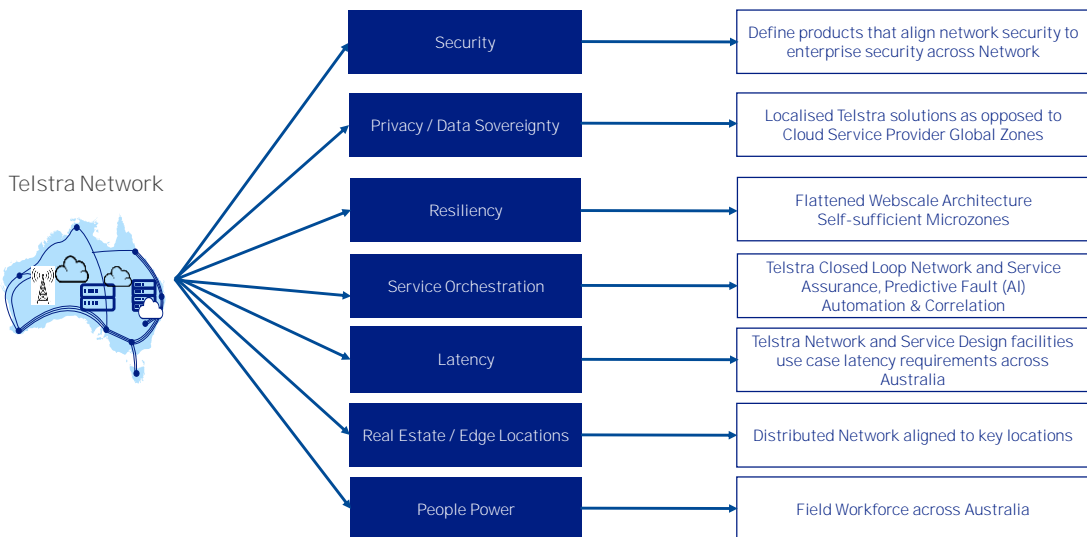 Telstra Network
Security
Define products that align network security to
enterprise security across Network
Privacy / Data Sovereignty
Localised Telstra solutions as opposed to
Cloud Service Provider Global Zones
Resiliency
Flattened Webscale Architecture
Self-sufficient Microzones
Service Orchestration
Telstra Closed Loop Network and Service
Assurance, Predictive Fault (AI)
Automation & Correlation
Latency
Telstra Network and Service Design facilities
use case latency requirements across
Australia
Real Estate / Edge Locations
Distributed Network aligned to key locations
People Power
Field Workforce across Australia